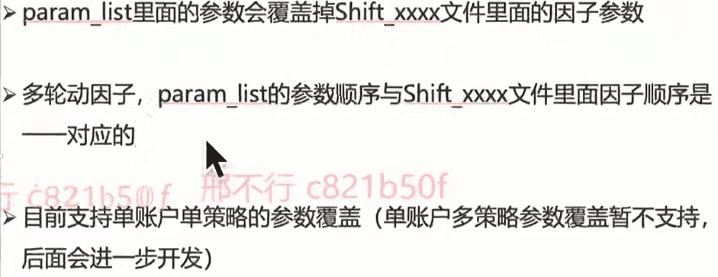 ➢ param_list里面的参数会覆盖掉Shift_xxxx文件里面的因子参数
➢ 多轮动因子，param_list的参数顺序与Shift_xxxx文件里面因子顺序是
一一对应的
行 c821b5@f 邢不行 c821b50f
➢ 目前支持单账户单策略的参数覆盖（单账户多策略参数覆盖暂不支持，
后面会进一步开发）